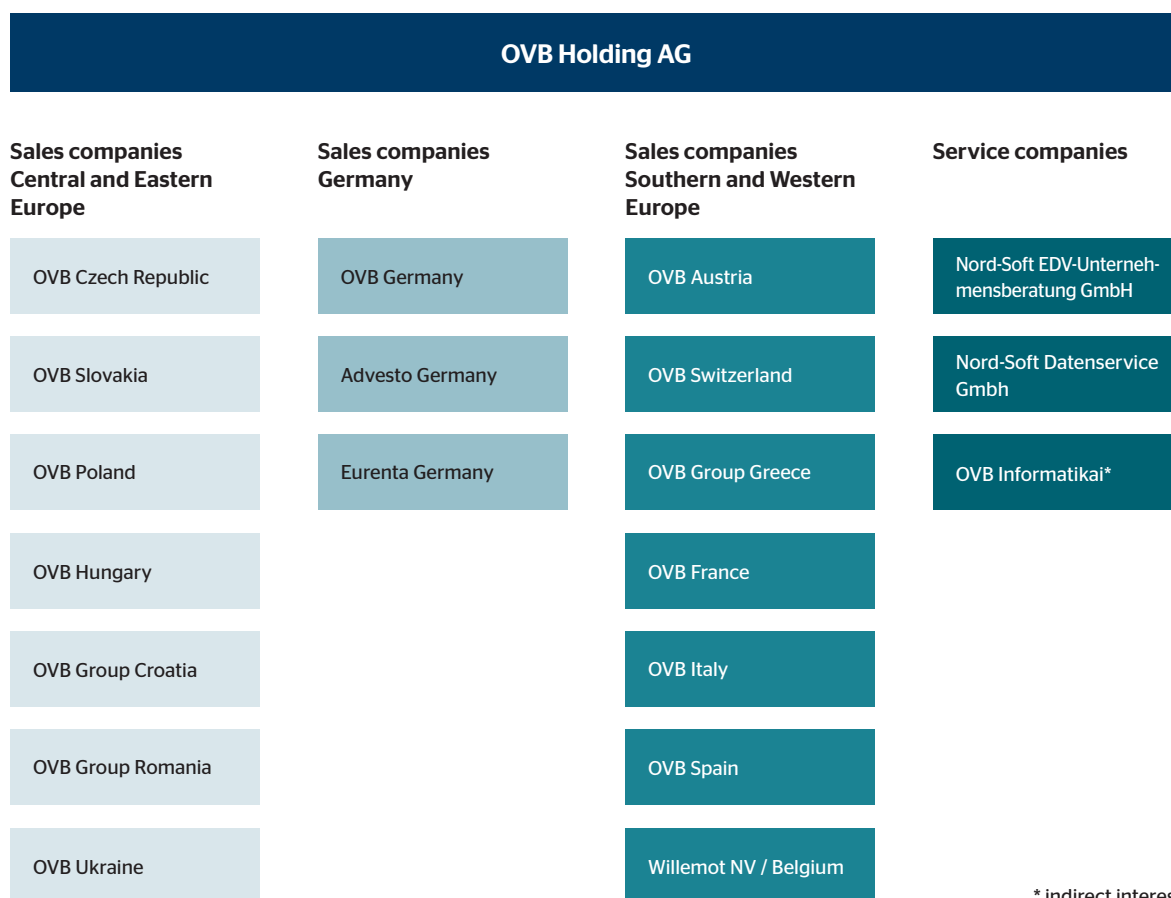 OVB Holding AG
Sales companies
Central and Eastern
Europe
OVB Czech Republic
OVB Slovakia
OVB Poland
OVB Hungary
OVB Group Croatia
OVB Group Romania
OVB Ukraine
Sales companies
Germany
OVB Germany
Advesto Germany
Eurenta Germany
Sales companies
Southern and Western
Europe
OVB Austria
OVB Switzerland
OVB Group Greece
OVB France
OVB Italy
OVB Spain
Willemot NV / Belgium
Service companies
Nord-Soft EDV-Unterneh-
mensberatung GmbH
Nord-Soft Datenservice
Gmbh
OVB Informatikai*
* indirect